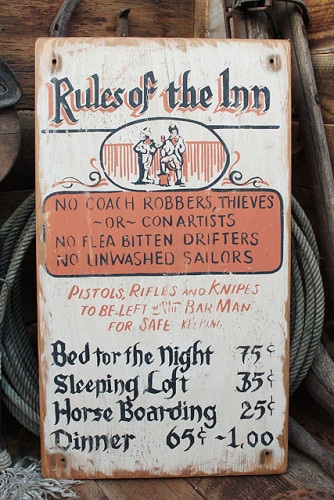 Rules of the Inn
NO COACH ROBBERS, THIEVES
~OR~ CON ARTISTS
NO FLEA BITTEN DRIFTERS
NO UNWASHED SAILORS
PISTOLS, RIFLES AND KNIPES
TO BE LEFT WITH BAR MAN
FOR SAFE KEEPING
Bed for the Night 75¢
Sleeping Loft 35¢
Horse Boarding 25¢
Dinner 65¢ -1.00